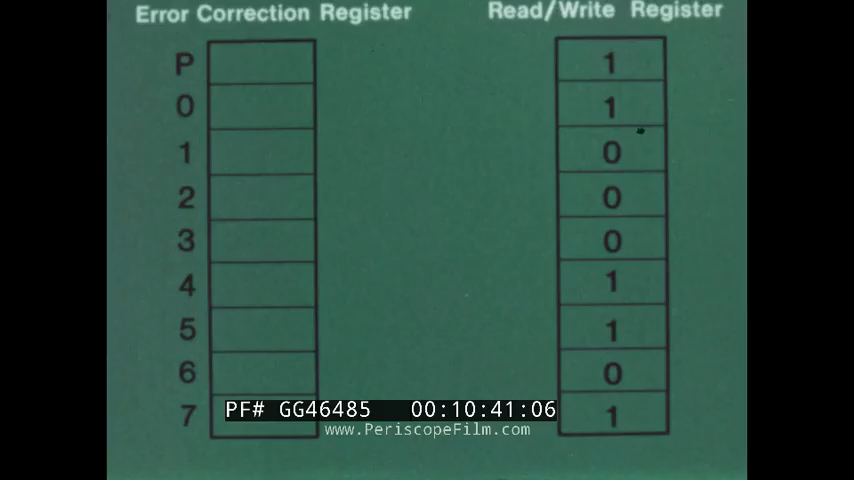 Error Correction Register
Read/Write Register
P 1
0 1
1 0
2 0
3 0
4 1
5 1
6 0
7 1
PF# GG46485 00:10:41:06
www.PeriscopeFilm.com